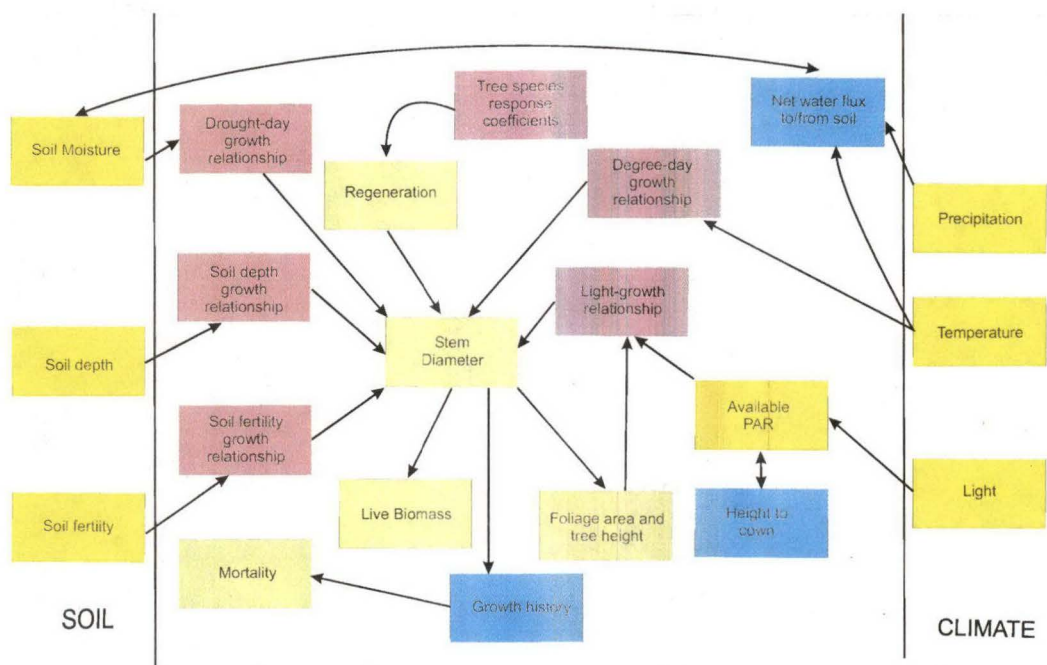 Soil Moisture
Drought-day
growth
relationship
Tree species
response
coefficients
Net water flux
to/from soil
Regeneration
Degree-day
growth
relationship
Precipitation
Soil depth
growth
relationship
Light-growth
relationship
Temperature
Soil depth
Stem
Diameter
Available
PAR
Soil fertility
growth
relationship
Light
Soil fertiity
Live Biomass
Foliage area and
tree height
Height to
cown
Mortality
Growth history
SOIL
CLIMATE